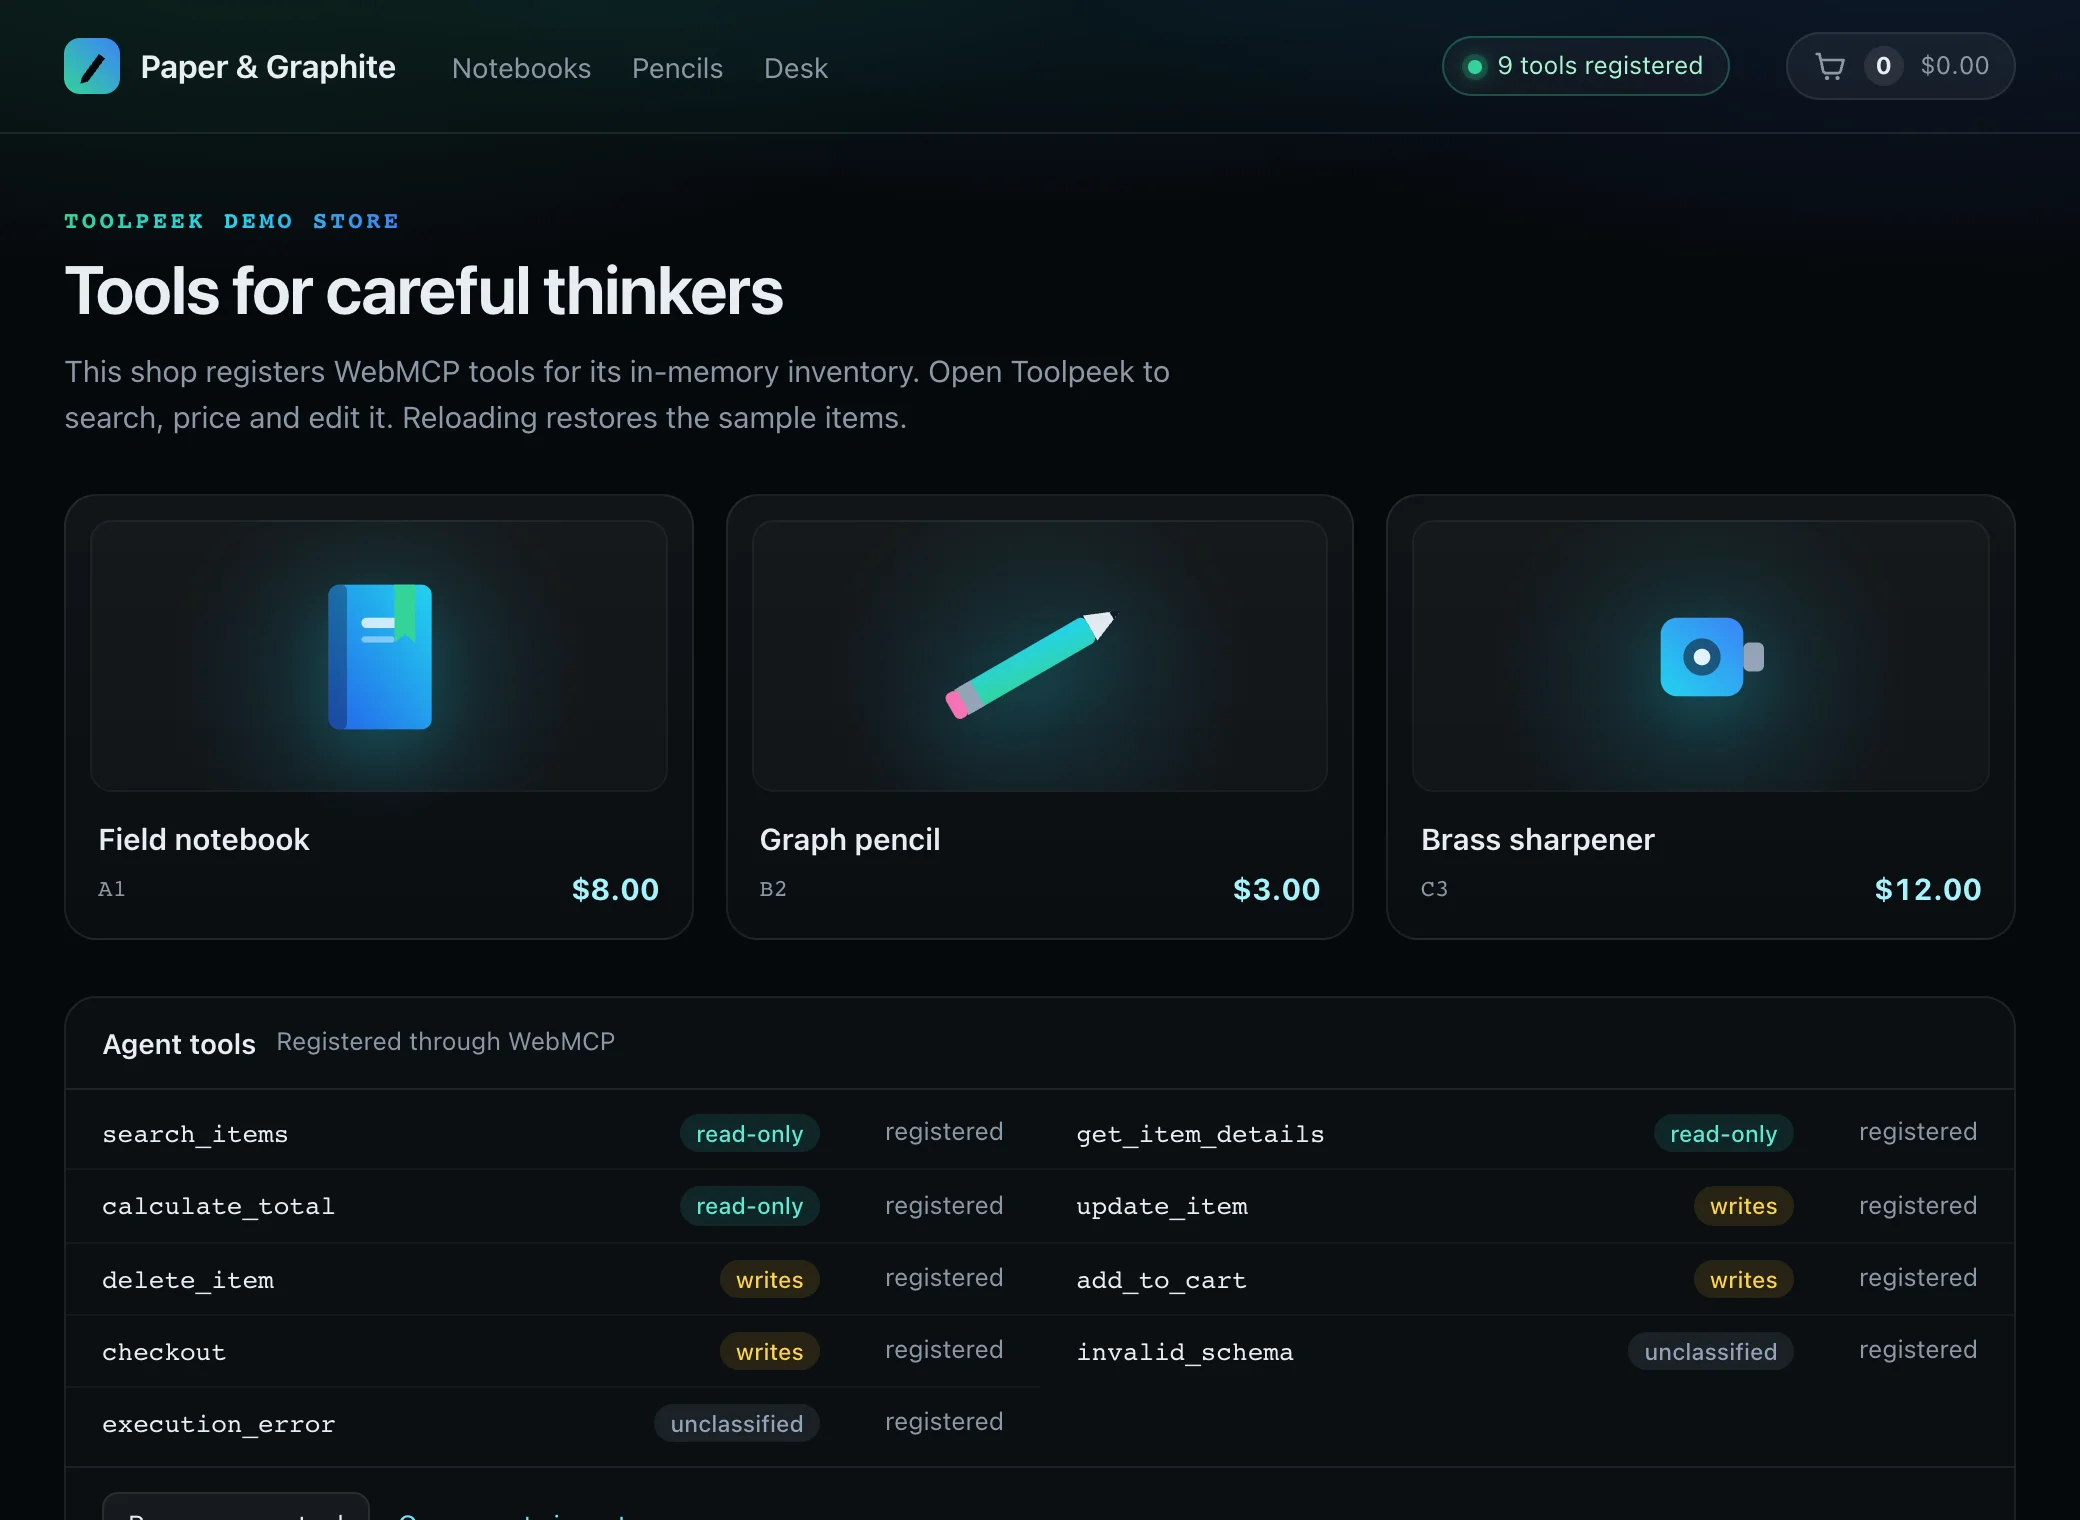 Paper & Graphite Notebooks Pencils Desk 9 tools registered 0 $0.00
TOOLPEEK DEMO STORE
Tools for careful thinkers
This shop registers WebMCP tools for its in-memory inventory. Open Toolpeek to
search, price and edit it. Reloading restores the sample items.
Field notebook
A1 $8.00
Graph pencil
B2 $3.00
Brass sharpener
C3 $12.00
Agent tools Registered through WebMCP
search_items read-only registered
get_item_details read-only registered
calculate_total read-only registered
update_item writes registered
delete_item writes registered
add_to_cart writes registered
checkout writes registered
invalid_schema unclassified registered
execution_error unclassified registered